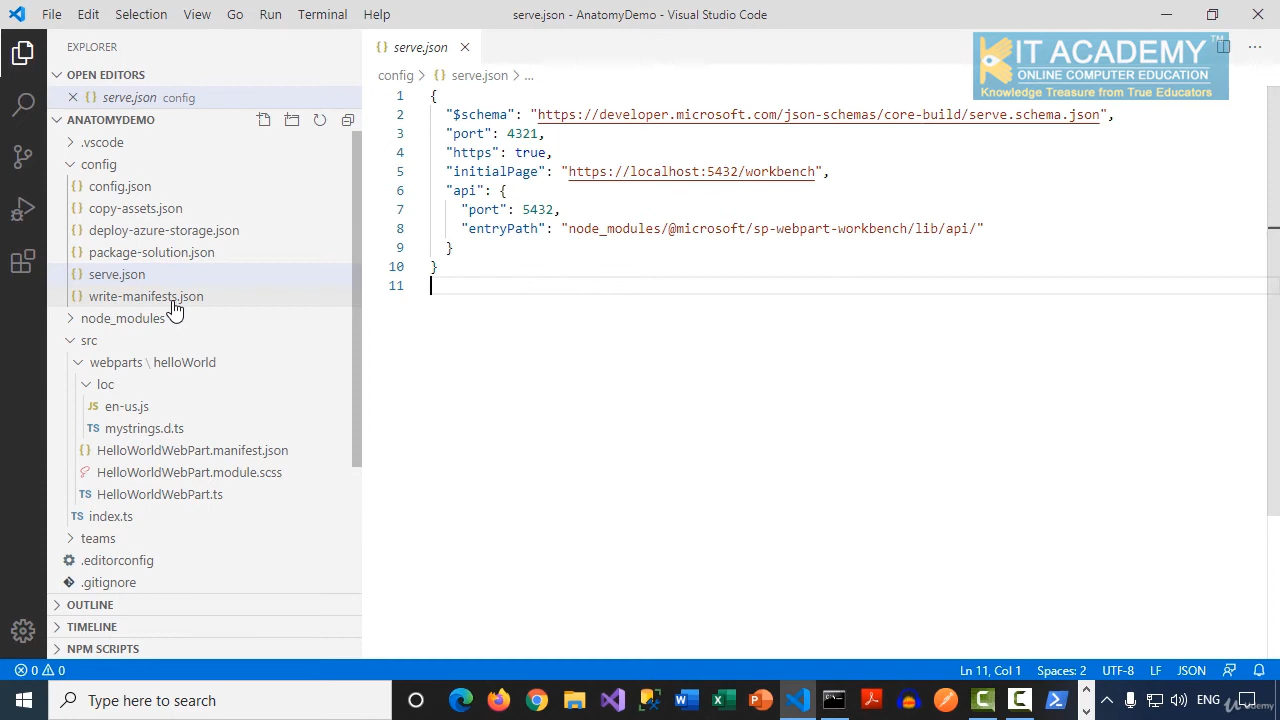 File Edit Selection View Go Run Terminal Help serve.json - AnatomyDemo - Visual Studio Code
EXPLORER
OPEN EDITORS
serve.json config
ANATOMYDEMO
.vscode
config
config.json
copy-assets.json
deploy-azure-storage.json
package-solution.json
serve.json
write-manifests.json
node_modules
src
webparts \ helloWorld
loc
JS en-us.js
TS mystrings.d.ts
HelloWorldWebPart.manifest.json
HelloWorldWebPart.module.scss
TS HelloWorldWebPart.ts
TS index.ts
teams
.editorconfig
.gitignore
OUTLINE
TIMELINE
NPM SCRIPTS
{} serve.json
config > {} serve.json > ...
1 {
2 "$schema": "https://developer.microsoft.com/json-schemas/core-build/serve.schema.json",
3 "port": 4321,
4 "https": true,
5 "initialPage": "https://localhost:5432/workbench",
6 "api": {
7 "port": 5432,
8 "entryPath": "node_modules/@microsoft/sp-webpart-workbench/lib/api/"
9 }
10 }
11
KIT ACADEMY™
ONLINE COMPUTER EDUCATION
Knowledge Treasure from True Educators
0 0 Ln 11, Col 1 Spaces: 2 UTF-8 LF JSON
Type here to search ENG
Udemy